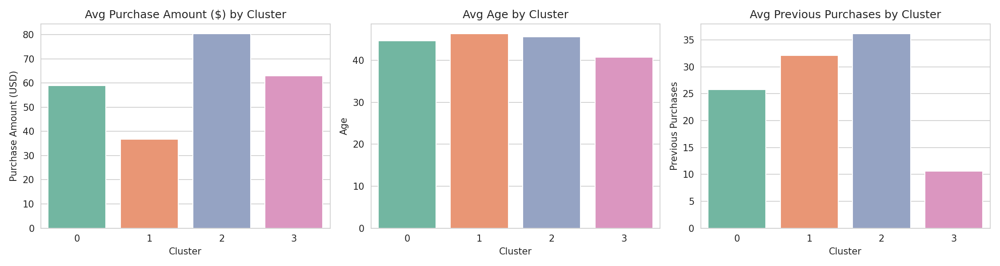 Avg Purchase Amount ($) by Cluster
Purchase Amount (USD)
80
70
60
50
40
30
20
10
0
0 1 2 3
Cluster
Avg Age by Cluster
Age
40
30
20
10
0
0 1 2 3
Cluster
Avg Previous Purchases by Cluster
Previous Purchases
35
30
25
20
15
10
5
0
0 1 2 3
Cluster